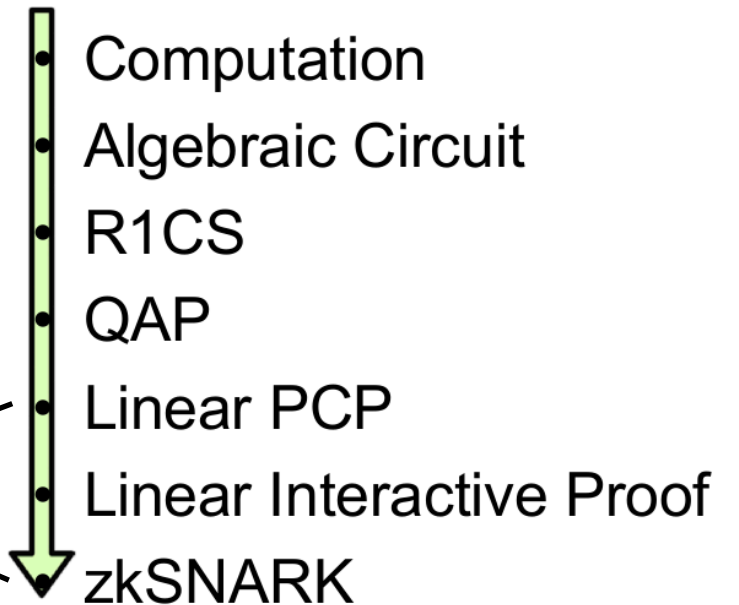 Computation
Algebraic Circuit
R1CS
QAP
Linear PCP
Linear Interactive Proof
zkSNARK